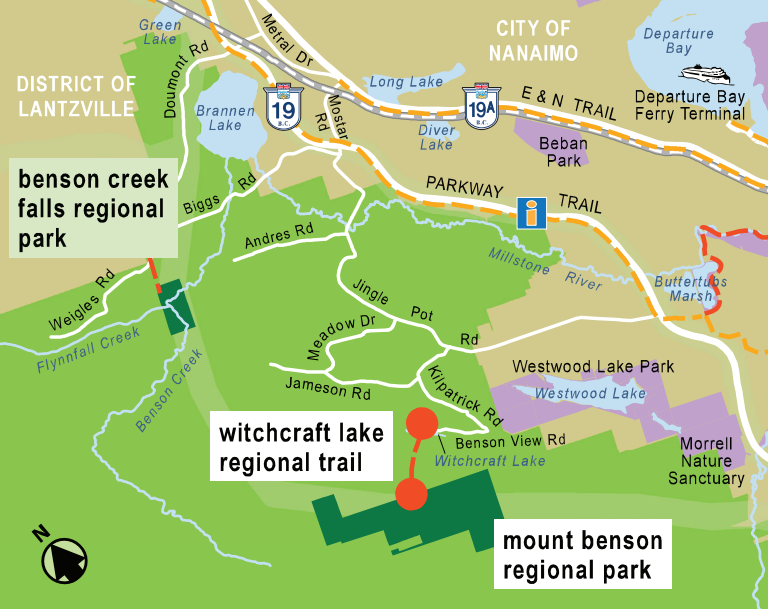 Green
Lake
Metral Dr
CITY OF
NANAIMO
Departure
Bay
Doumont Rd
DISTRICT OF
LANTZVILLE
Long Lake
Departure Bay
Ferry Terminal
Brannen
Lake
19
B.C.
Mostar
Rd
19A
B.C.
E & N TRAIL
Diver
Lake
Beban
Park
benson creek
falls regional
park
Biggs Rd
PARKWAY TRAIL
i
Andres Rd
Millstone River
Buttertubs
Marsh
Weigles Rd
Jingle Pot Rd
Flynnfall Creek
Meadow Dr
Benson Creek
Jameson Rd
Kilpatrick Rd
Westwood Lake Park
Westwood Lake
witchcraft lake
regional trail
Benson View Rd
Witchcraft Lake
Morrell
Nature
Sanctuary
mount benson
regional park
N